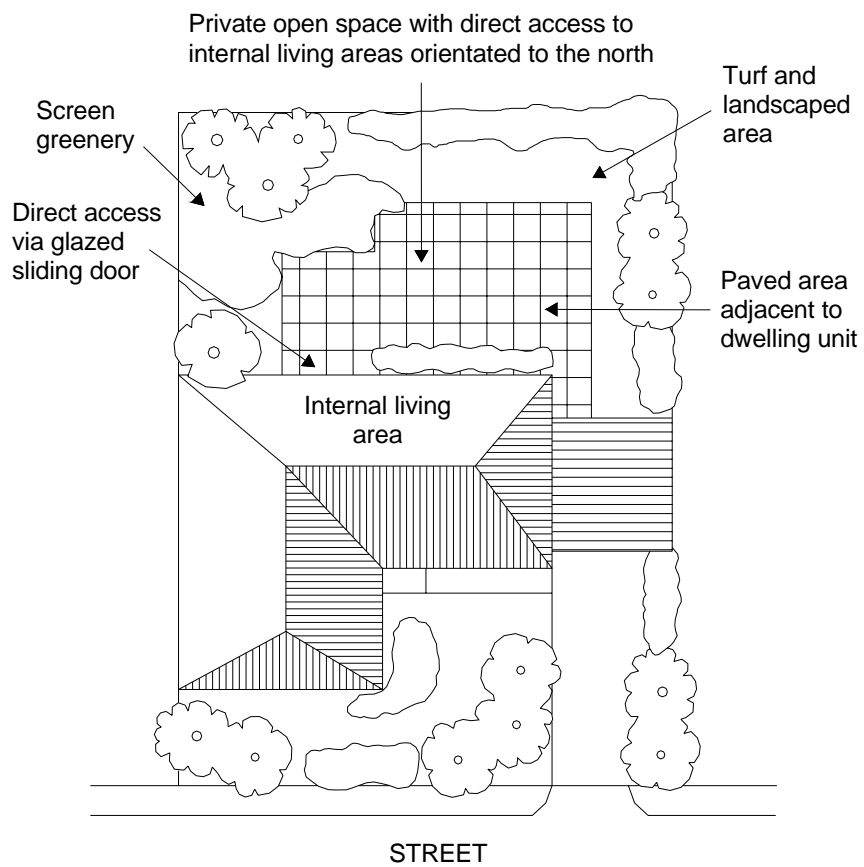 Private open space with direct access to
internal living areas orientated to the north
Turf and
landscaped
area
Screen
greenery
Direct access
via glazed
sliding door
Paved area
adjacent to
dwelling unit
Internal living
area
STREET